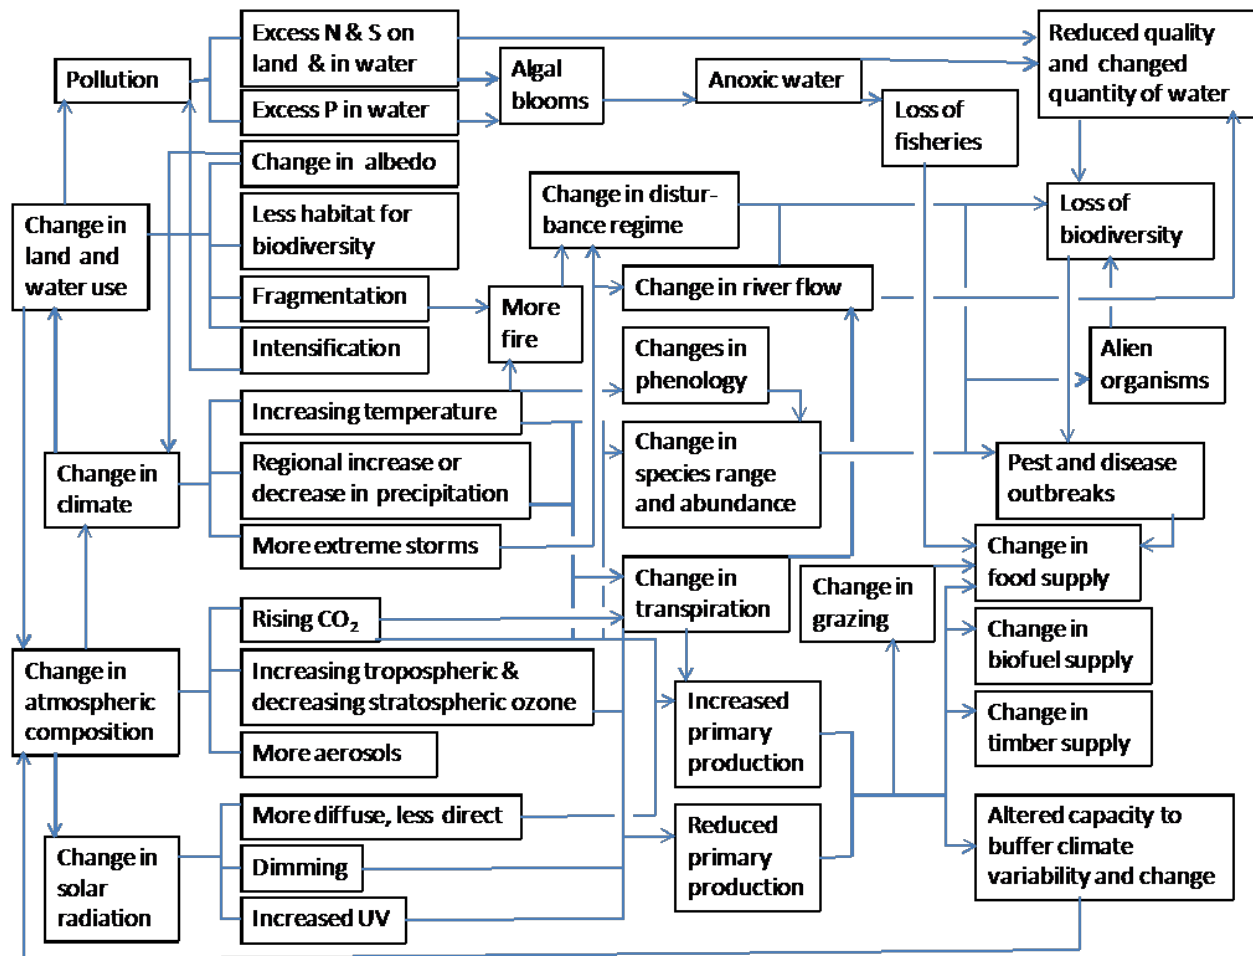 Pollution
Excess N & S on
land & in water
Excess P in water
Algal
blooms
Anoxic water
Loss of
fisheries
Reduced quality
and changed
quantity of water
Change in
land and
water use
Change in albedo
Less habitat for
biodiversity
Fragmentation
Intensification
More
fire
Change in distur-
bance regime
Change in river flow
Changes in
phenology
Loss of
biodiversity
Alien
organisms
Change in
climate
Increasing temperature
Regional increase or
decrease in precipitation
More extreme storms
Change in
species range
and abundance
Pest and disease
outbreaks
Change in
transpiration
Change in
grazing
Change in
food supply
Change in
biofuel supply
Change in
timber supply
Change in
atmospheric
composition
Rising CO₂
Increasing tropospheric &
decreasing stratospheric ozone
More aerosols
Increased
primary
production
Reduced
primary
production
Change in
solar
radiation
More diffuse, less direct
Dimming
Increased UV
Altered capacity to
buffer climate
variability and change